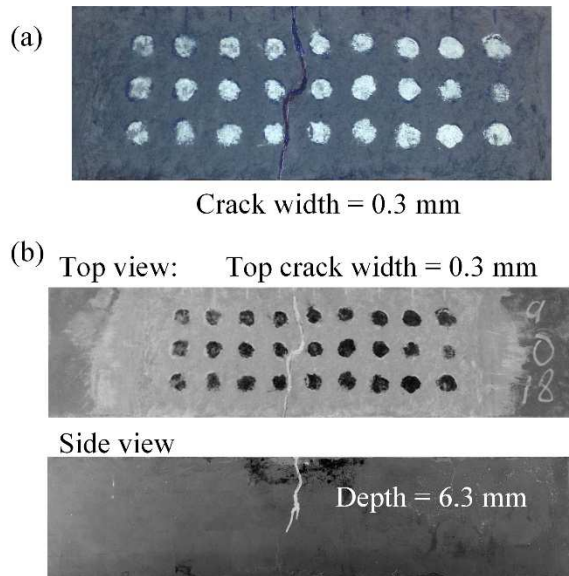 (a)
Crack width = 0.3 mm
(b)
Top view: Top crack width = 0.3 mm
9
0
18
Side view
Depth = 6.3 mm